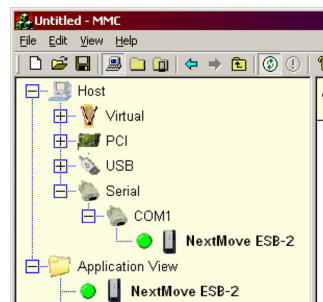 Untitled - MMC
File Edit View Help
Host
Virtual
PCI
USB
Serial
COM1
NextMove ESB-2
Application View
NextMove ESB-2